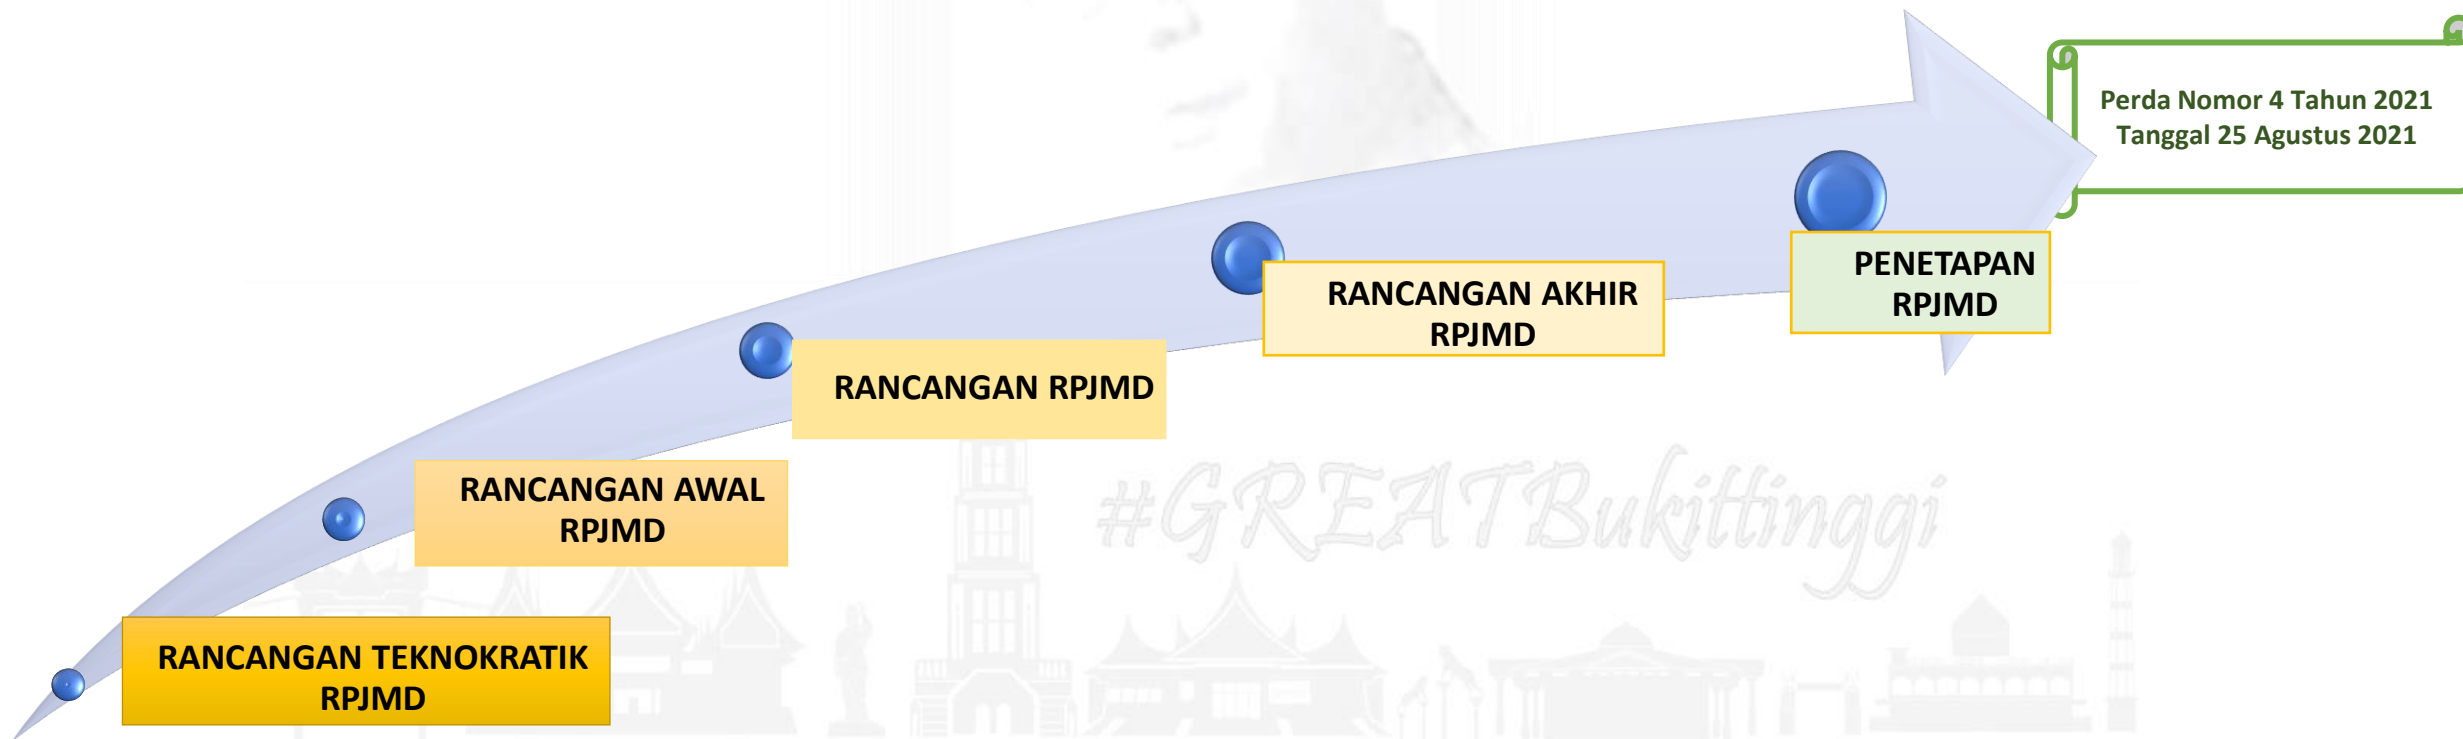 Perda Nomor 4 Tahun 2021
Tanggal 25 Agustus 2021
PENETAPAN
RPJMD
RANCANGAN AKHIR
RPJMD
RANCANGAN RPJMD
RANCANGAN AWAL
RPJMD
#GREATBukittinggi
RANCANGAN TEKNOKRATIK
RPJMD